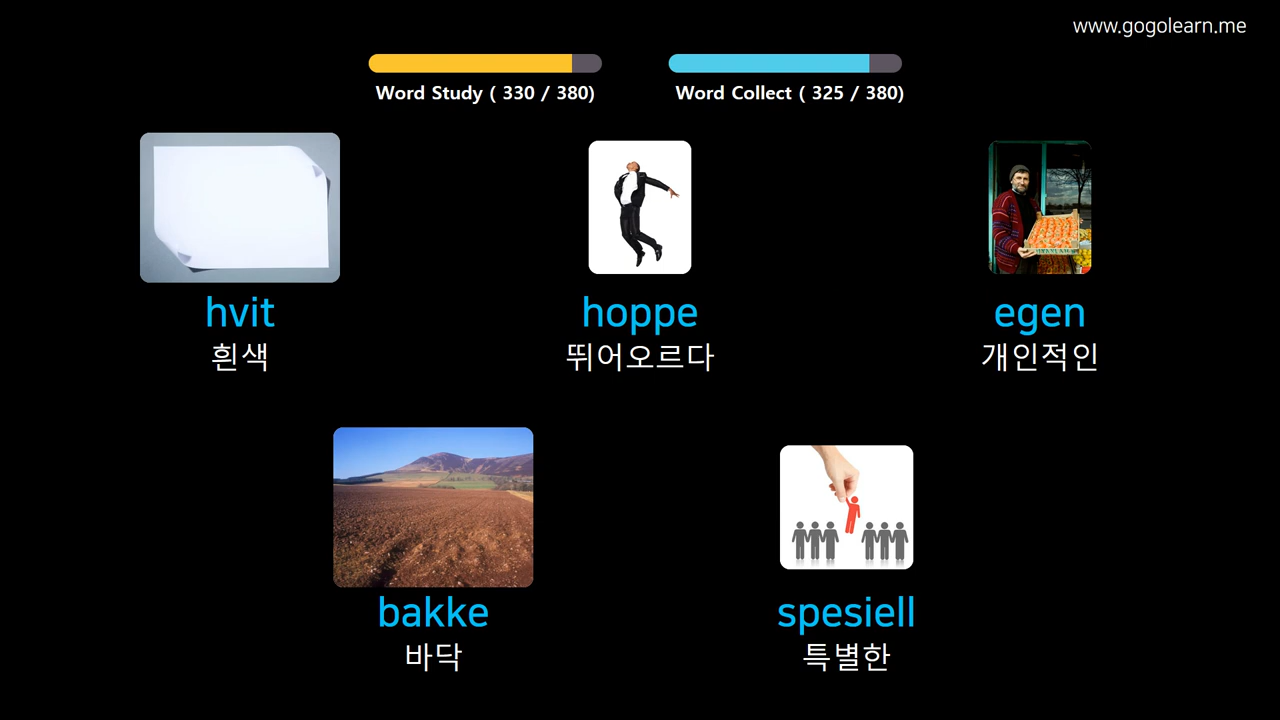 www.gogolearn.me
Word Study ( 330 / 380)
Word Collect ( 325 / 380)
hvit
흰색
hoppe
뛰어오르다
egen
개인적인
bakke
바닥
spesiell
특별한